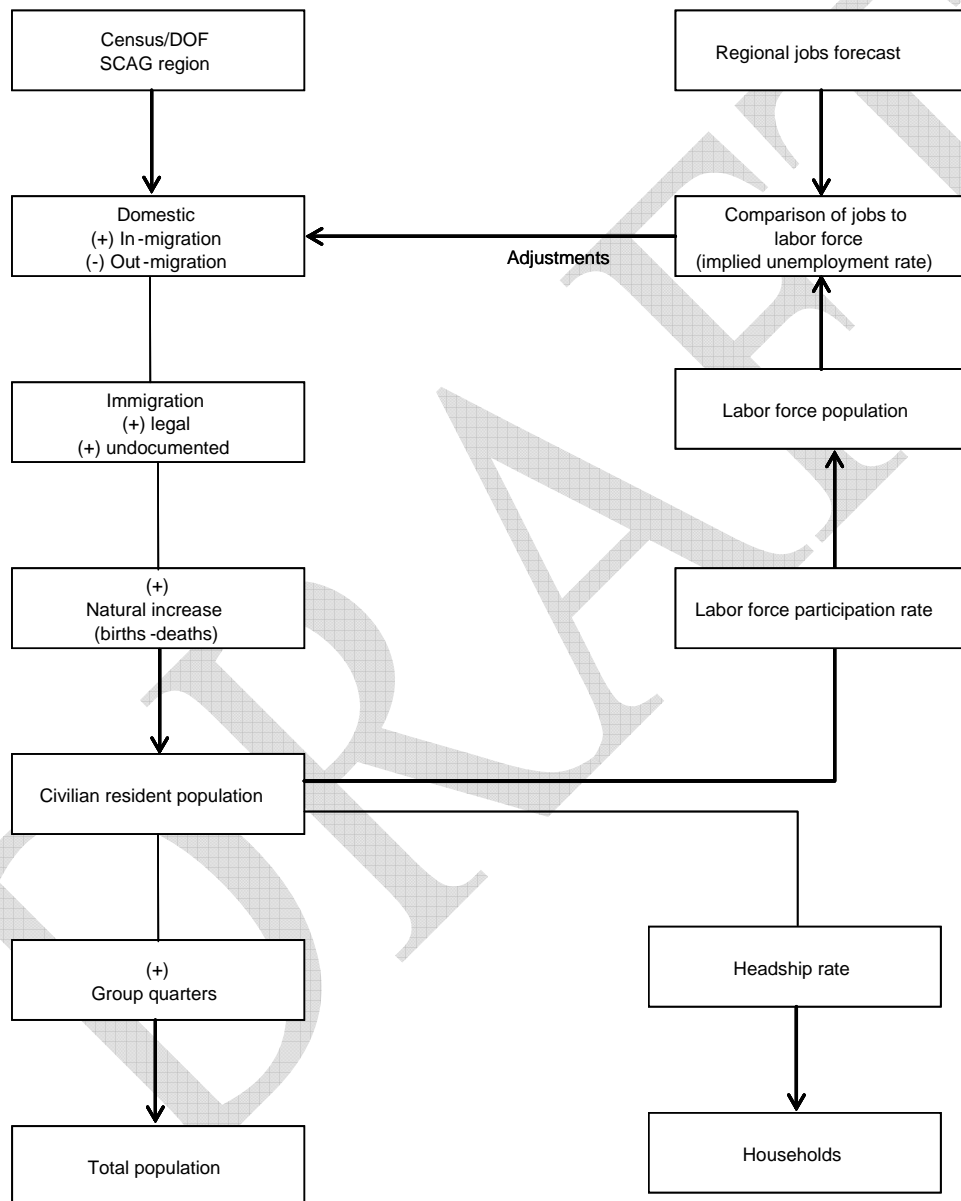 Census/DOF
SCAG region
Regional jobs forecast
Domestic
(+) In-migration
(-) Out-migration
Adjustments
Comparison of jobs to
labor force
(implied unemployment rate)
Immigration
(+) legal
(+) undocumented
Labor force population
(+)
Natural increase
(births-deaths)
Labor force participation rate
Civilian resident population
(+)
Group quarters
Headship rate
Total population
Households
DRAFT